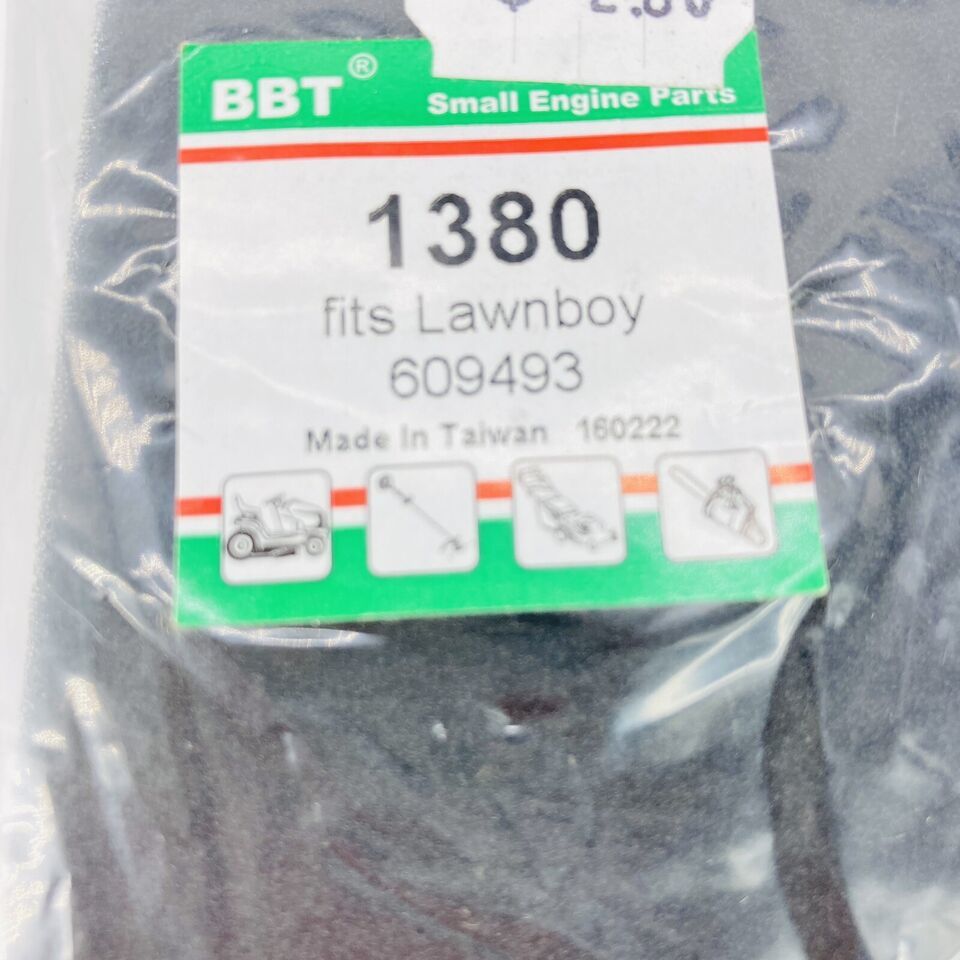 BBT®
Small Engine Parts
1380
fits Lawnboy
609493
Made In Taiwan 160222